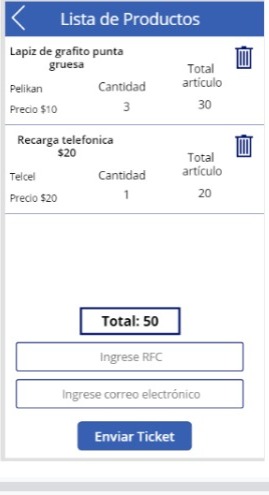 Lista de Productos
Lapiz de grafito punta
gruesa
Total
artículo
Pelikan
Cantidad
Precio $10
3
30
Recarga telefonica
$20
Total
artículo
Telcel
Cantidad
Precio $20
1
20
Total: 50
Ingrese RFC
Ingrese correo electrónico
Enviar Ticket